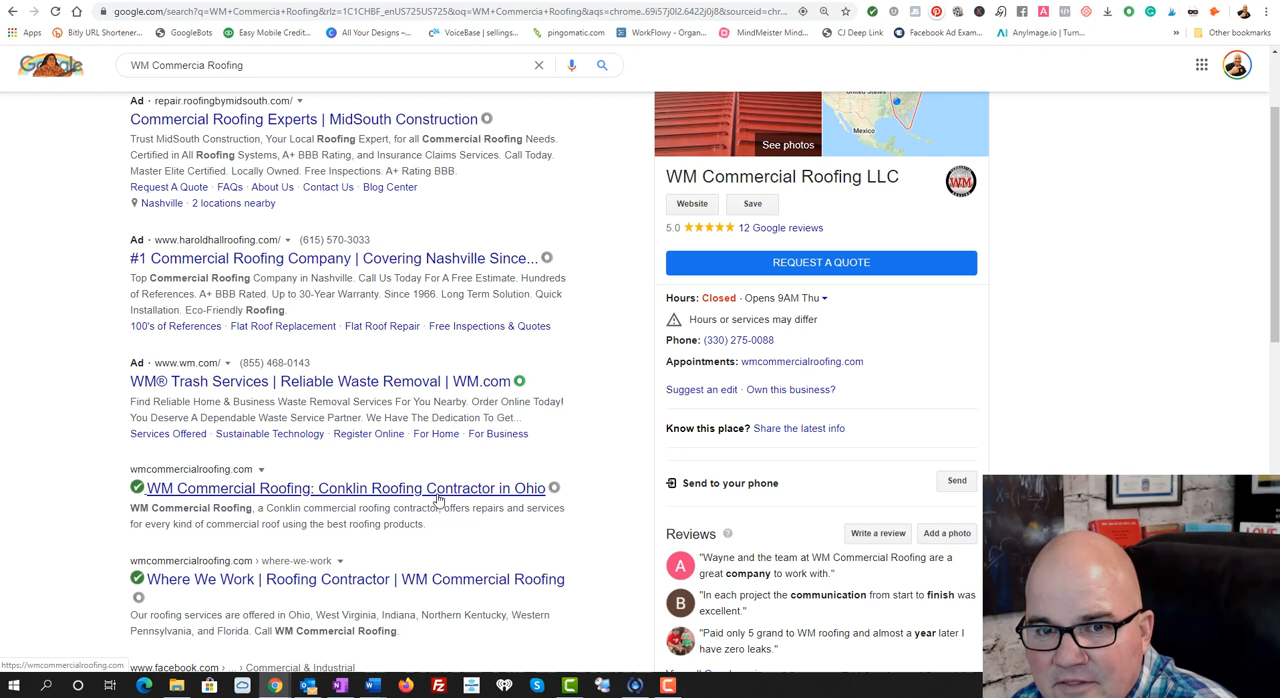 google.com/search?q=WM+Commercia+Roofing&rlz=1C1CHBF_enUS725US725&oq=WM+Commercia+Roofing&aqs=chrome..69i57j0l2.6422j0j8&sourceid=chr...
Apps
Bitly URL Shortener...
GoogleBots
Easy Mobile Credit...
All Your Designs –...
VoiceBase | sellings...
pingomatic.com
WorkFlowy - Organ...
MindMeister Mind...
CJ Deep Link
Facebook Ad Exam...
AnyImage.io | Turn...
»
Other bookmarks
WM Commercia Roofing
Ad · repair.roofingbymidsouth.com/
Commercial Roofing Experts | MidSouth Construction
Trust MidSouth Construction, Your Local Roofing Expert, for all Commercial Roofing Needs.
Certified in All Roofing Systems, A+ BBB Rating, and Insurance Claims Services. Call Today.
Master Elite Certified. Locally Owned. Free Inspections. A+ Rating BBB.
Request A Quote · FAQs · About Us · Contact Us · Blog Center
Nashville · 2 locations nearby
Ad · www.haroldhallroofing.com/ (615) 570-3033
#1 Commercial Roofing Company | Covering Nashville Since...
Top Commercial Roofing Company in Nashville. Call Us Today For A Free Estimate. Hundreds
of References. A+ BBB Rated. Up to 30-Year Warranty. Since 1966. Long Term Solution. Quick
Installation. Eco-Friendly Roofing.
100's of References · Flat Roof Replacement · Flat Roof Repair · Free Inspections & Quotes
Ad · www.wm.com/ (855) 468-0143
WM® Trash Services | Reliable Waste Removal | WM.com
Find Reliable Home & Business Waste Removal Services For You Nearby. Order Online Today!
You Deserve A Dependable Waste Service Partner. We Have The Dedication To Get...
Services Offered · Sustainable Technology · Register Online · For Home · For Business
wmcommercialroofing.com
WM Commercial Roofing: Conklin Roofing Contractor in Ohio
WM Commercial Roofing, a Conklin commercial roofing contractor, offers repairs and services
for every kind of commercial roof using the best roofing products.
wmcommercialroofing.com › where-we-work
Where We Work | Roofing Contractor | WM Commercial Roofing
Our roofing services are offered in Ohio, West Virginia, Indiana, Northern Kentucky, Western
Pennsylvania, and Florida. Call WM Commercial Roofing.
https://wmcommercialroofing.com
www.facebook.com › ... › Commercial & Industrial
United States
Mexico
See photos
WM Commercial Roofing LLC
WM
Website
Save
5.0 12 Google reviews
REQUEST A QUOTE
Hours: Closed · Opens 9AM Thu
Hours or services may differ
Phone: (330) 275-0088
Appointments: wmcommercialroofing.com
Suggest an edit · Own this business?
Know this place? Share the latest info
Send to your phone
Send
Reviews
Write a review
Add a photo
A
"Wayne and the team at WM Commercial Roofing are a
great company to work with."
B
"In each project the communication from start to finish was
excellent."
"Paid only 5 grand to WM roofing and almost a year later I
have zero leaks."